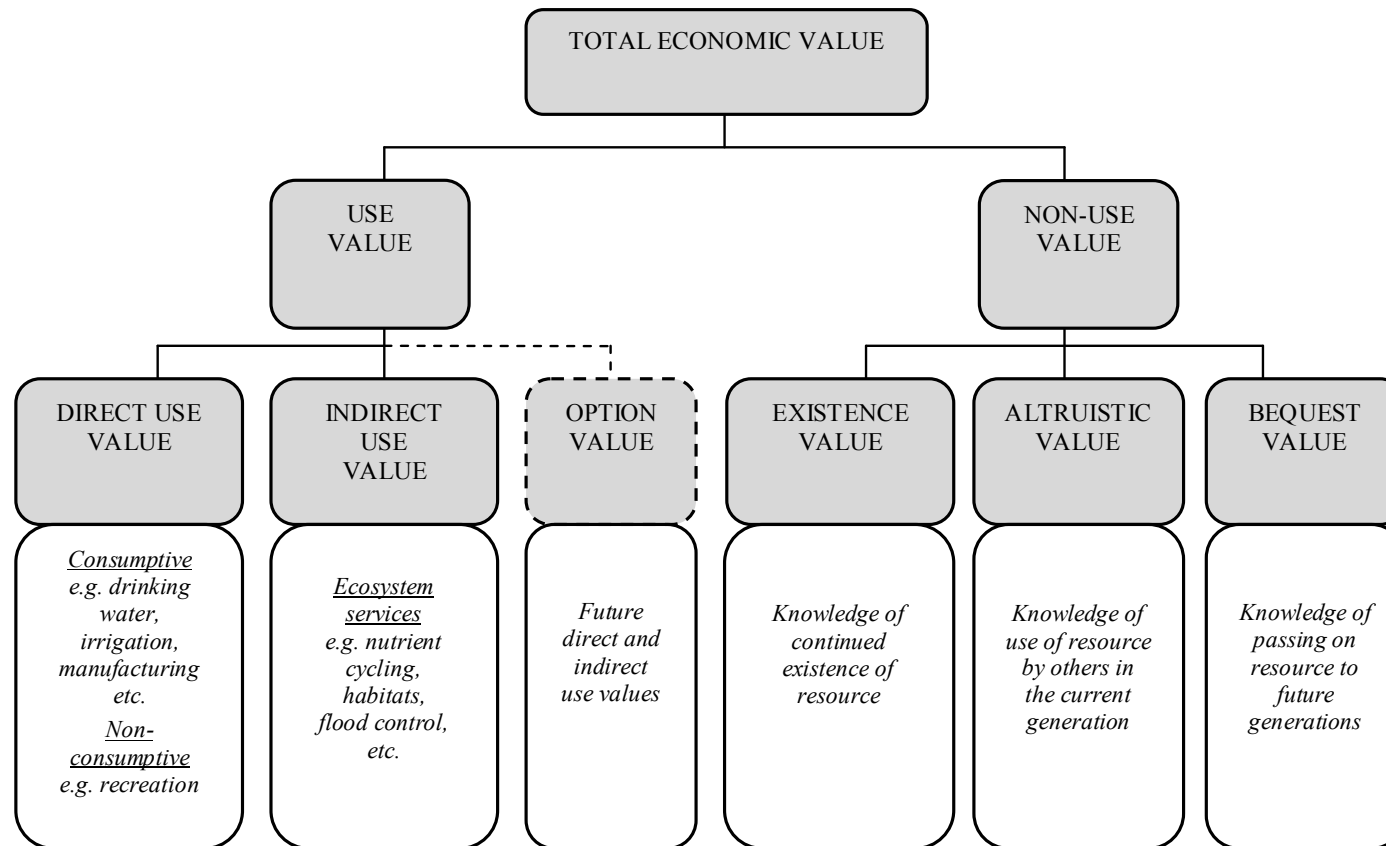 TOTAL ECONOMIC VALUE
USE
VALUE
NON-USE
VALUE
DIRECT USE
VALUE
INDIRECT
USE
VALUE
OPTION
VALUE
EXISTENCE
VALUE
ALTRUISTIC
VALUE
BEQUEST
VALUE
Consumptive
e.g. drinking
water,
irrigation,
manufacturing
etc.
Non-
consumptive
e.g. recreation
Ecosystem
services
e.g. nutrient
cycling,
habitats,
flood control,
etc.
Future
direct and
indirect
use values
Knowledge of
continued
existence of
resource
Knowledge of
use of resource
by others in
the current
generation
Knowledge of
passing on
resource to
future
generations